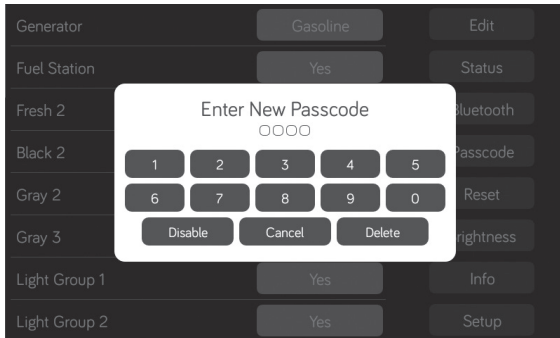 Generator Gasoline Edit
Fuel Station Yes Status
Fresh 2 Bluetooth
Enter New Passcode
Black 2 Passcode
1 2 3 4 5
Gray 2 Reset
6 7 8 9 0
Gray 3 rightness
Disable Cancel Delete
Light Group 1 Yes Info
Light Group 2 Yes Setup